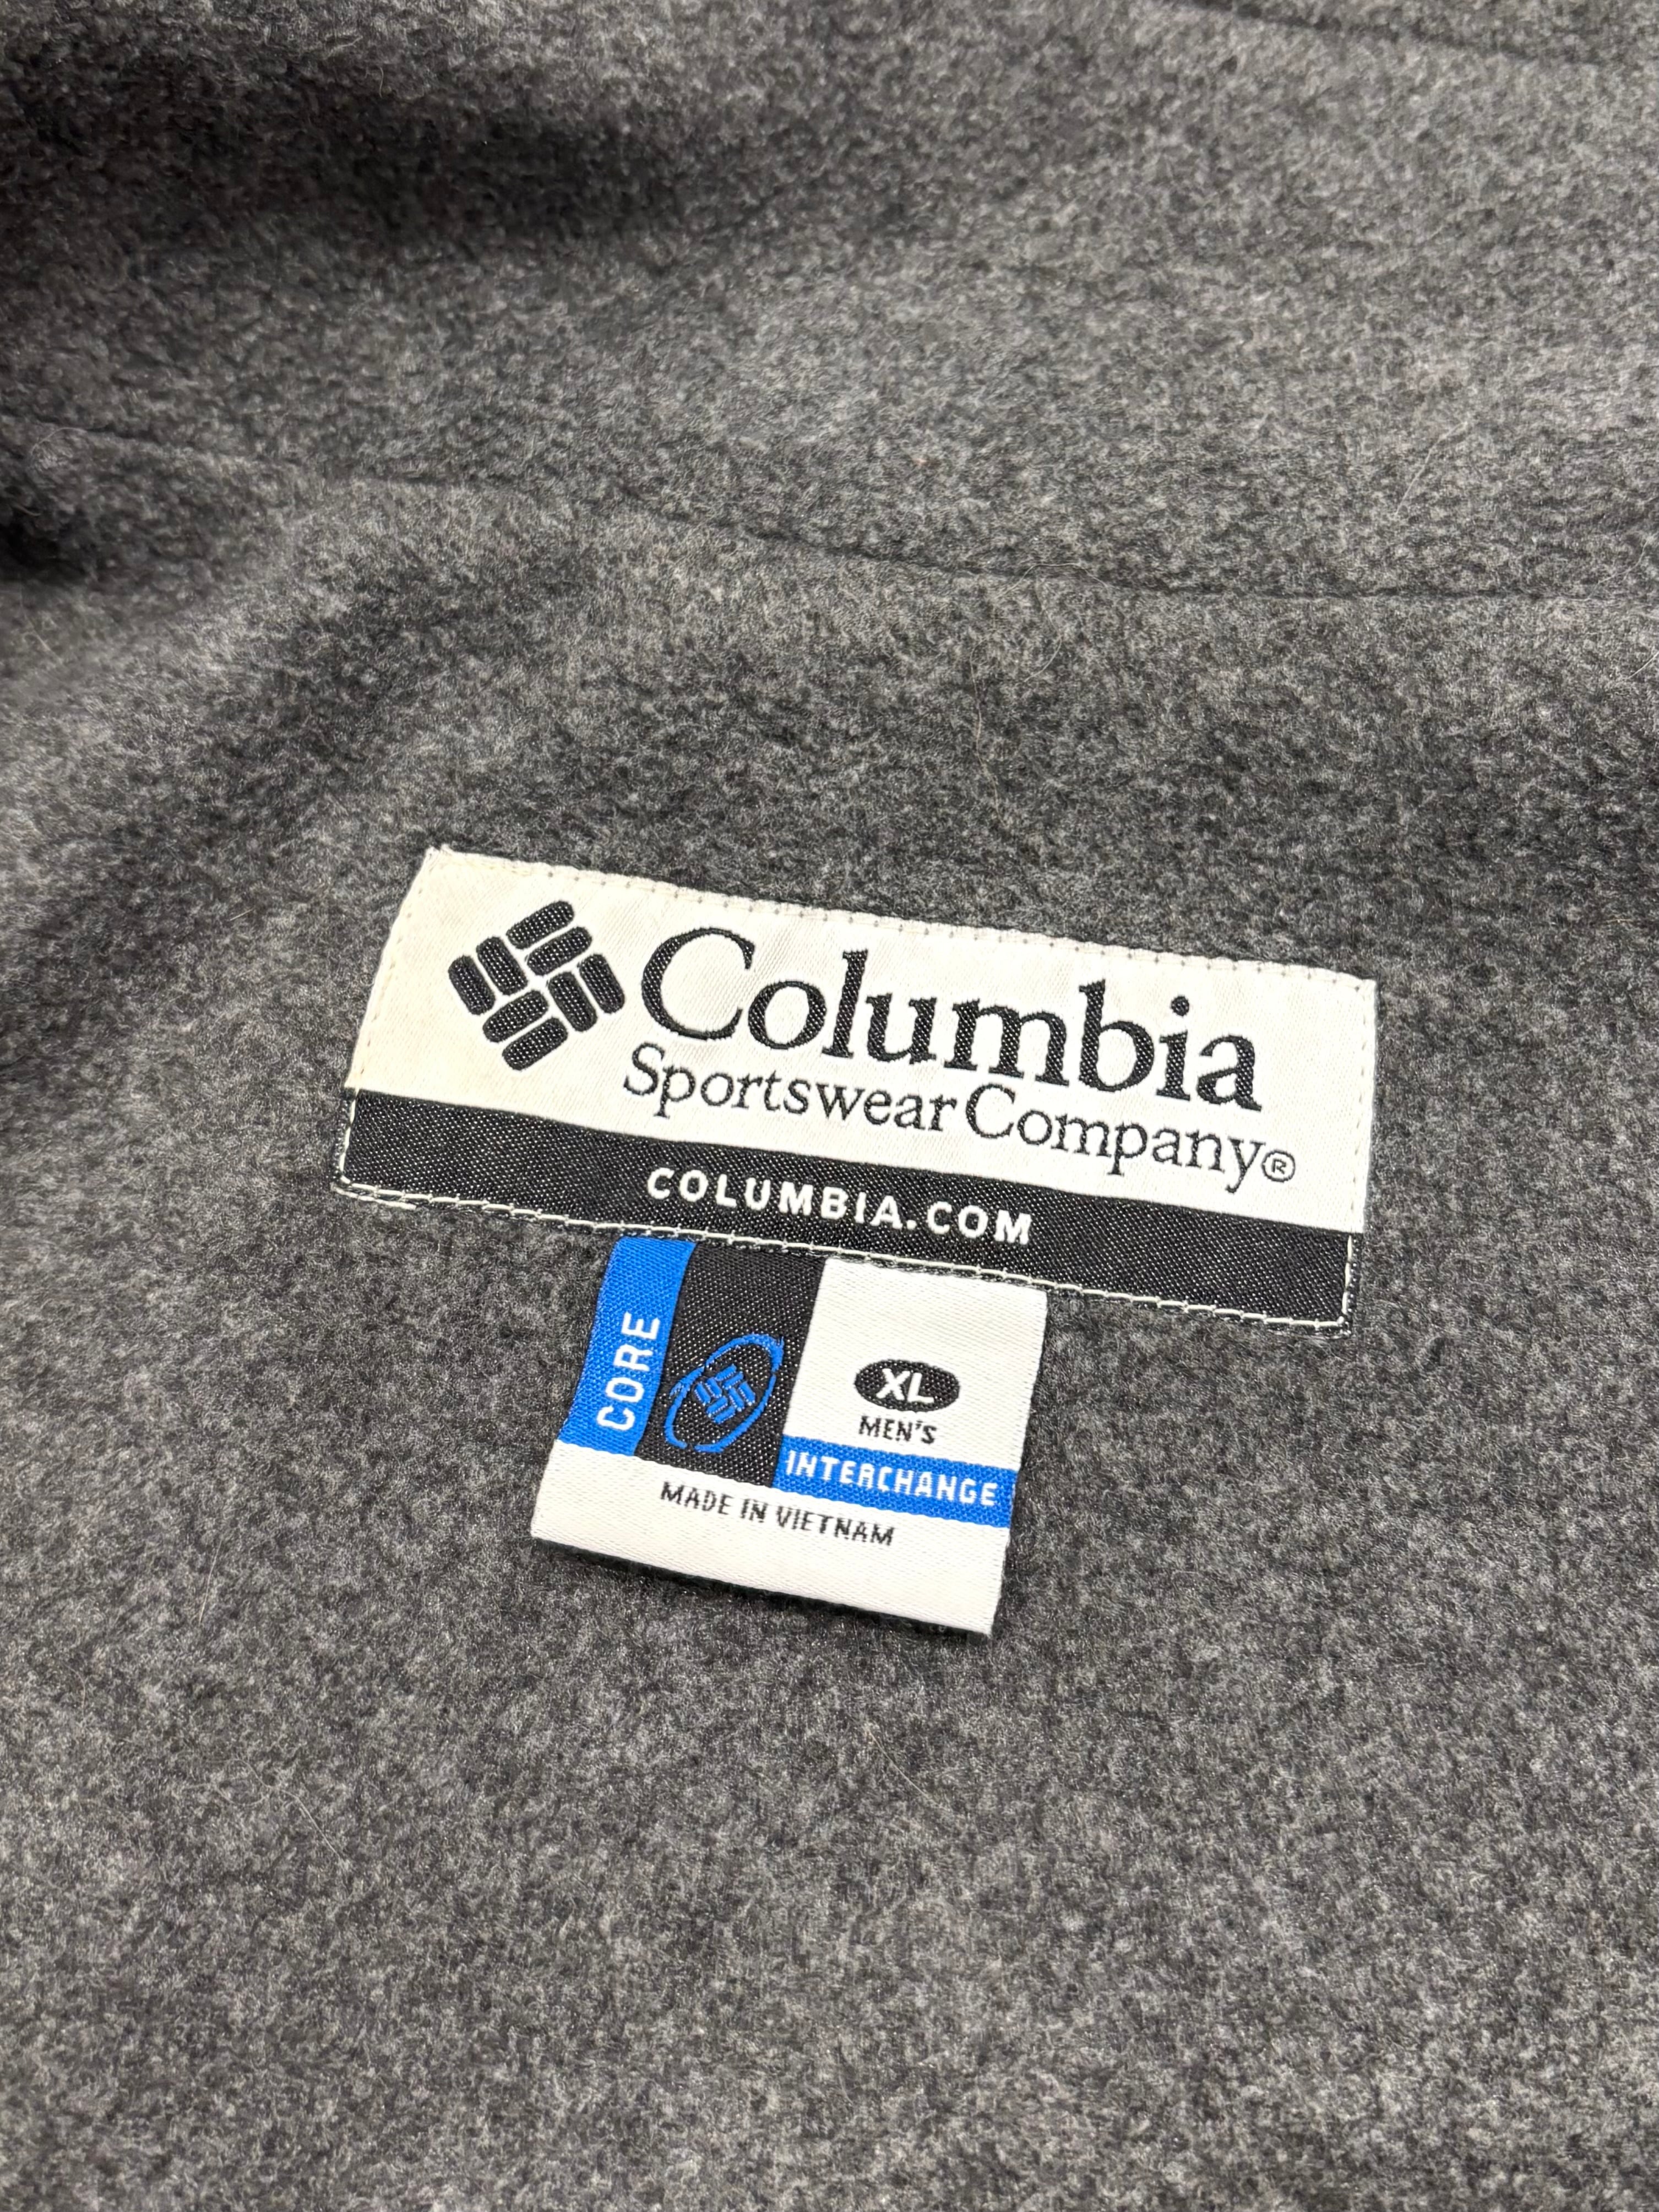 Columbia
Sportswear Company®
COLUMBIA.COM
CORE
XL
MEN'S
INTERCHANGE
MADE IN VIETNAM